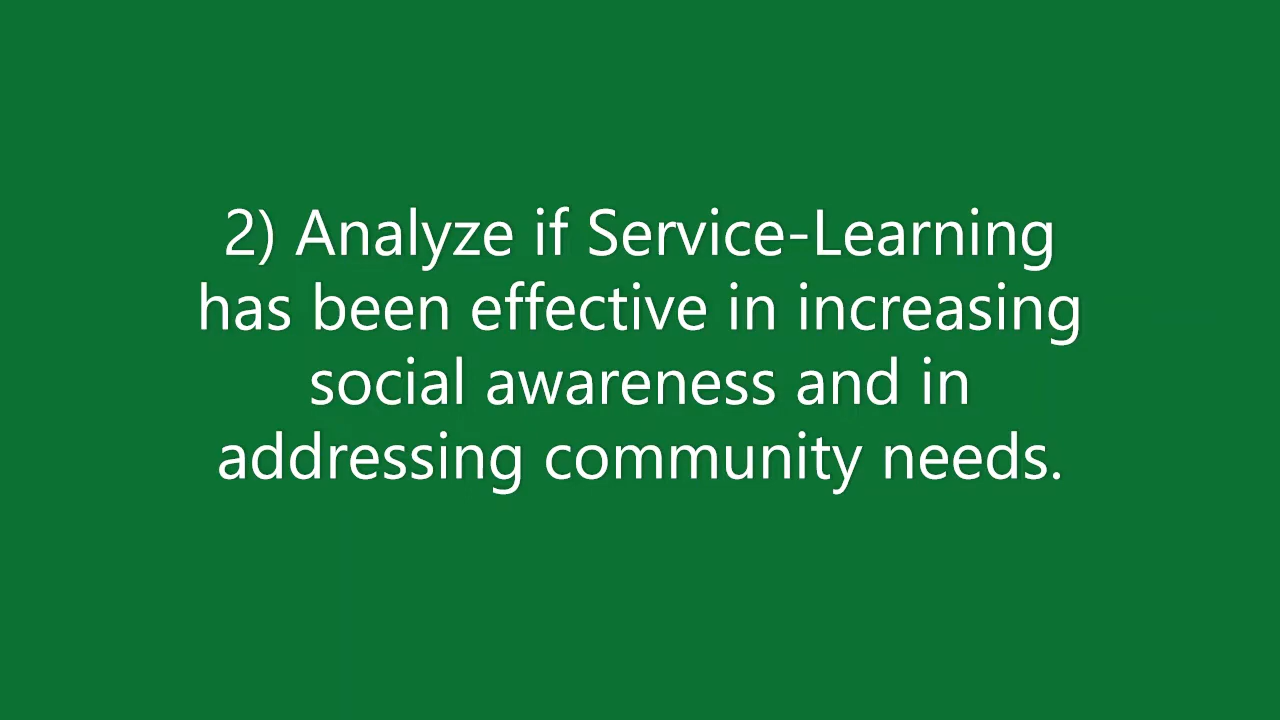 2) Analyze if Service-Learning
has been effective in increasing
social awareness and in
addressing community needs.